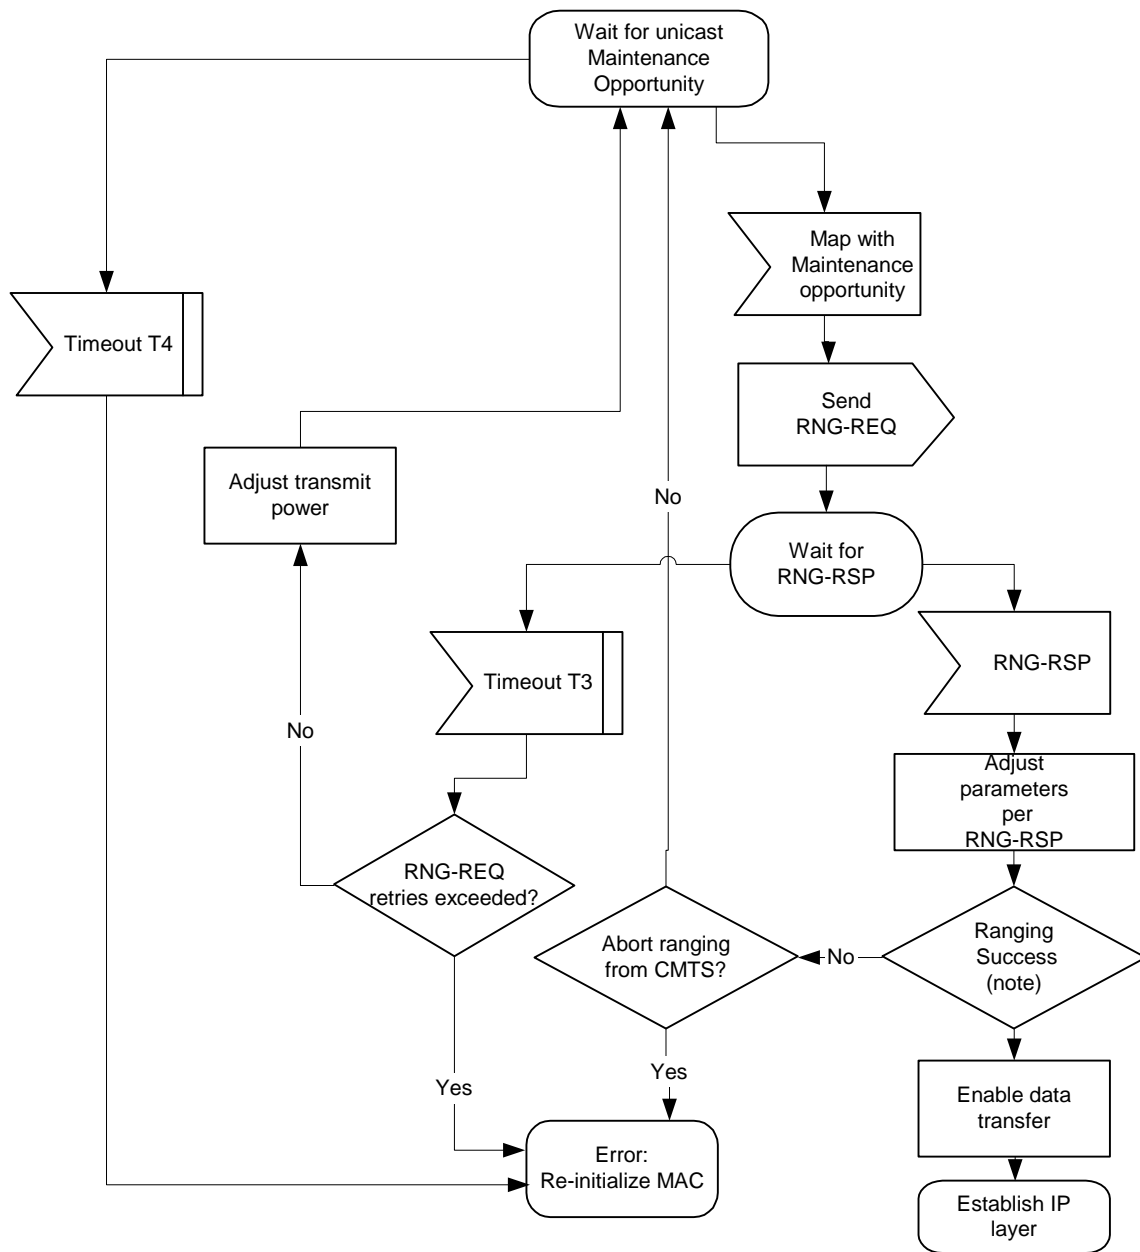 Wait for unicast
Maintenance
Opportunity
Map with
Maintenance
opportunity
Timeout T4
Send
RNG-REQ
Adjust transmit
power
No
Wait for
RNG-RSP
RNG-RSP
Timeout T3
No
Adjust
parameters
per
RNG-RSP
RNG-REQ
retries exceeded?
Abort ranging
from CMTS?
No
Ranging
Success
(note)
Yes
Yes
Enable data
transfer
Error:
Re-initialize MAC
Establish IP
layer